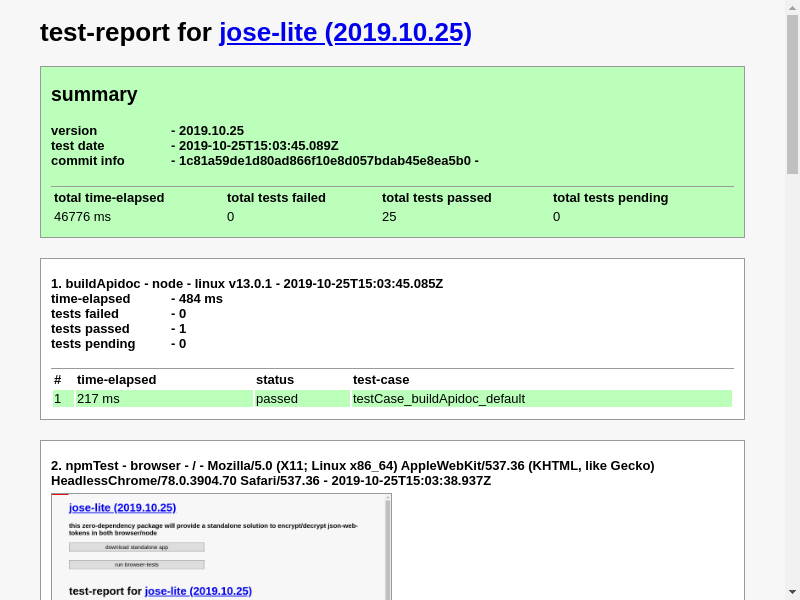 test-report for jose-lite (2019.10.25)
summary
version - 2019.10.25
test date - 2019-10-25T15:03:45.089Z
commit info - 1c81a59de1d80ad866f10e8d057bdab45e8ea5b0 -
total time-elapsed total tests failed total tests passed total tests pending
46776 ms 0 25 0
1. buildApidoc - node - linux v13.0.1 - 2019-10-25T15:03:45.085Z
time-elapsed - 484 ms
tests failed - 0
tests passed - 1
tests pending - 0
# time-elapsed status test-case
1 217 ms passed testCase_buildApidoc_default
2. npmTest - browser - / - Mozilla/5.0 (X11; Linux x86_64) AppleWebKit/537.36 (KHTML, like Gecko)
HeadlessChrome/78.0.3904.70 Safari/537.36 - 2019-10-25T15:03:38.937Z
jose-lite (2019.10.25)
this zero-dependency package will provide a standalone solution to encrypt/decrypt json-web-
tokens in both browser/node
download standalone app
run browser-tests
test-report for jose-lite (2019.10.25)